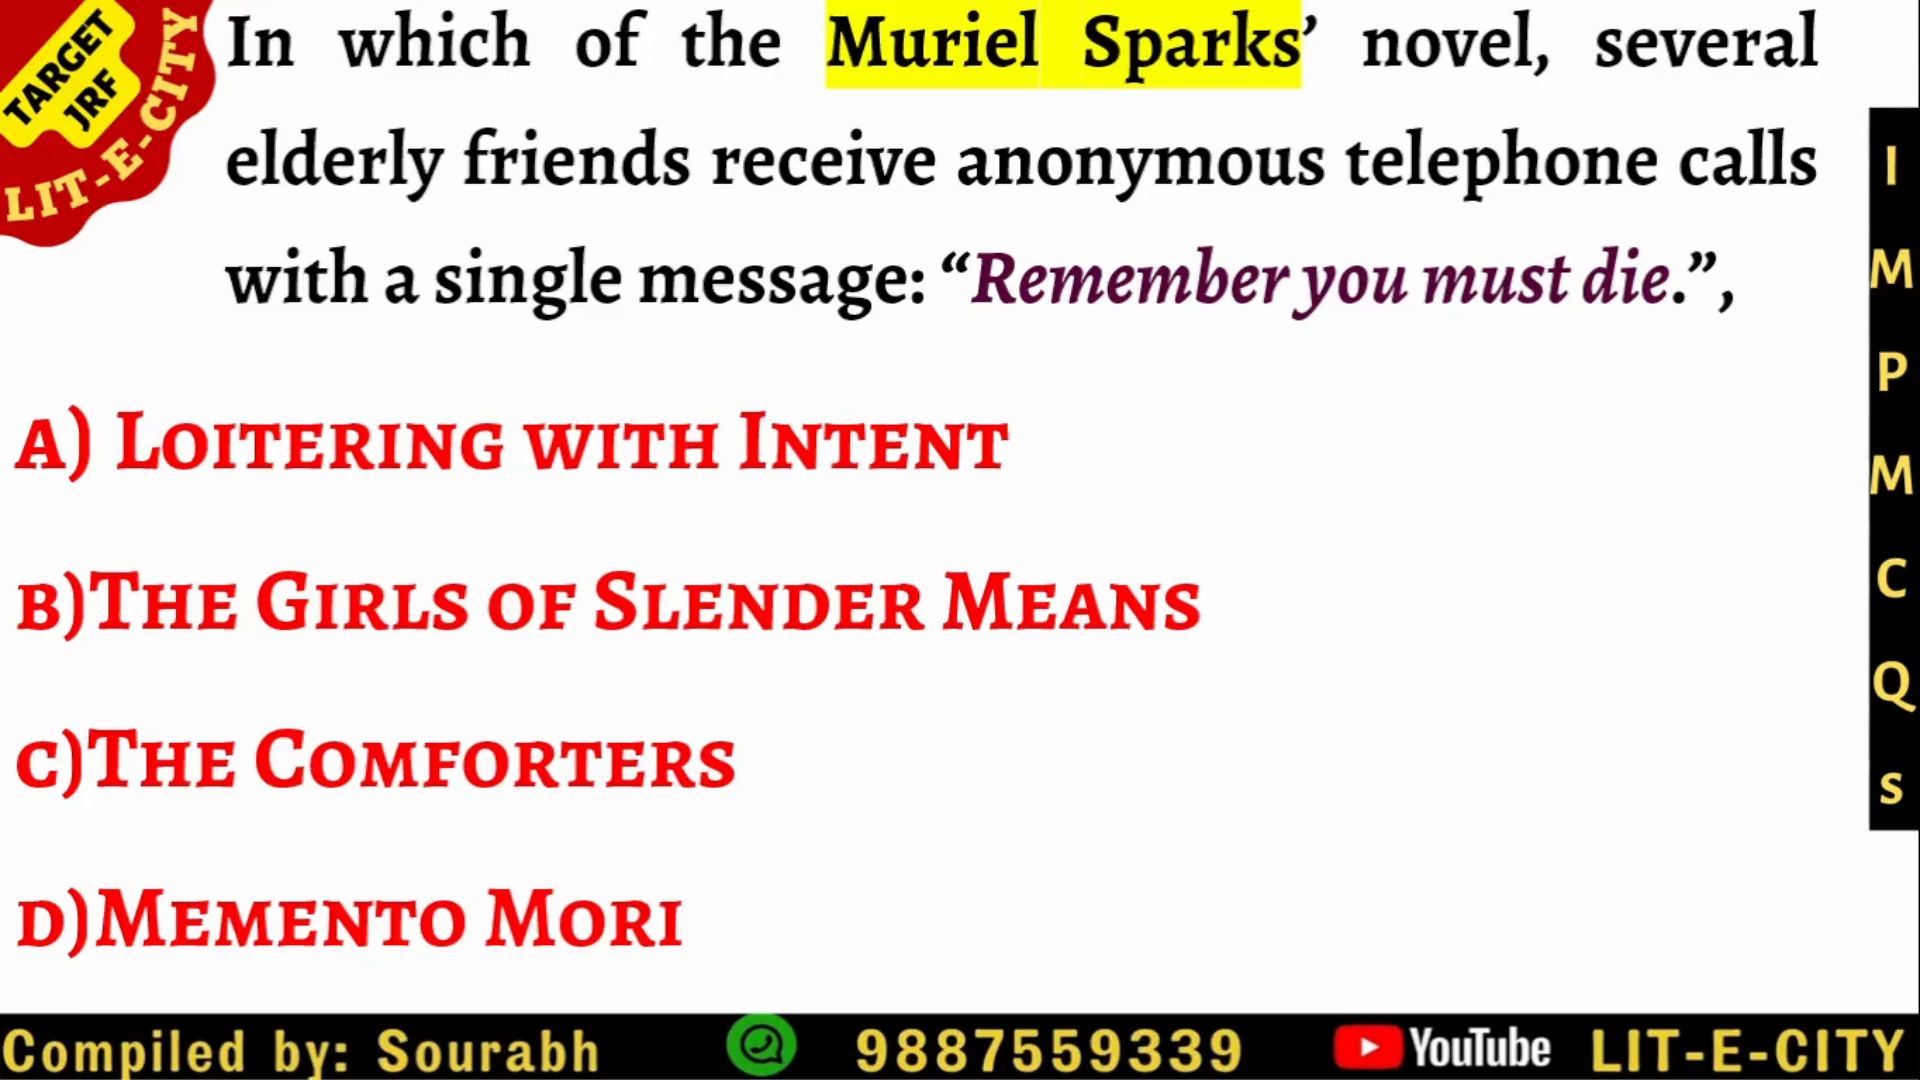 TARGET
JRF
LIT-E-CITY
In which of the Muriel Sparks’ novel, several
elderly friends receive anonymous telephone calls
with a single message: “Remember you must die.”,
A) LOITERING WITH INTENT
B)THE GIRLS OF SLENDER MEANS
C)THE COMFORTERS
D)MEMENTO MORI
I
M
P
M
C
Q
s
Compiled by: Sourabh 9887559339 YouTube LIT-E-CITY